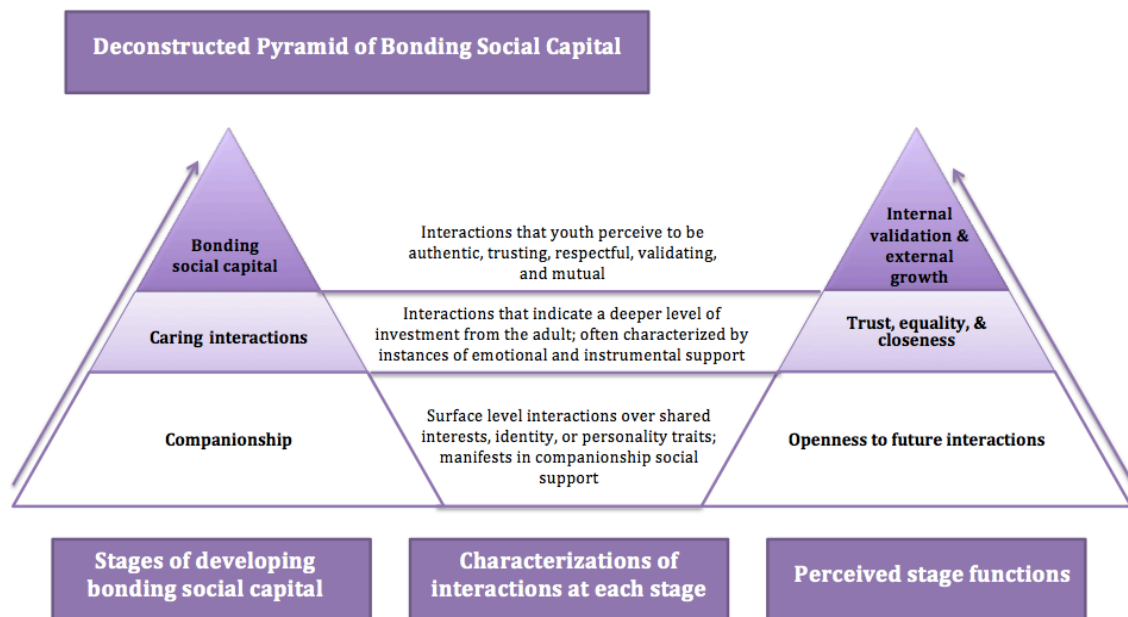 Deconstructed Pyramid of Bonding Social Capital
Bonding
social capital
Interactions that youth perceive to be
authentic, trusting, respectful, validating,
and mutual
Internal
validation &
external
growth
Caring interactions
Interactions that indicate a deeper level of
investment from the adult; often characterized by
instances of emotional and instrumental support
Trust, equality, &
closeness
Companionship
Surface level interactions over shared
interests, identity, or personality traits;
manifests in companionship social
support
Openness to future interactions
Stages of developing
bonding social capital
Characterizations of
interactions at each stage
Perceived stage functions